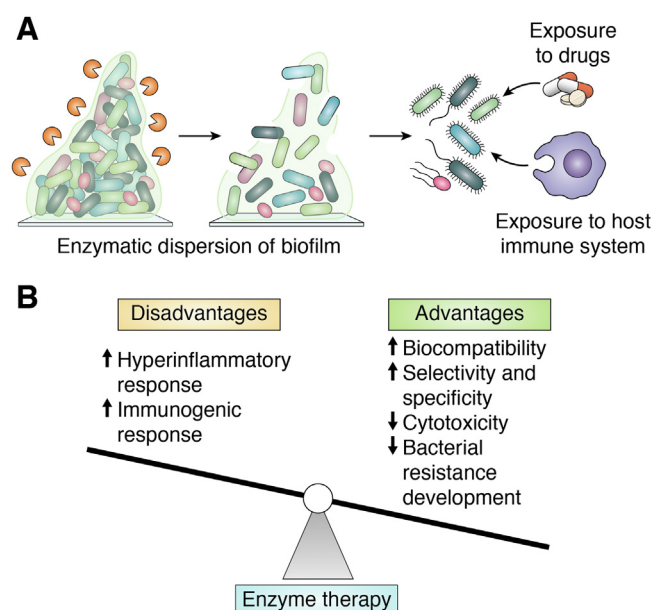 A
Exposure
to drugs
Enzymatic dispersion of biofilm
Exposure to host
immune system
B
Disadvantages
↑ Hyperinflammatory
response
↑ Immunogenic
response
Advantages
↑ Biocompatibility
↑ Selectivity and
specificity
↓ Cytotoxicity
↓ Bacterial
resistance
development
Enzyme therapy